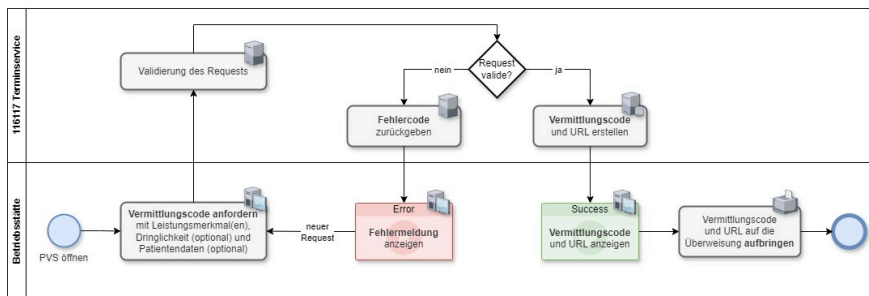 116117 Terminservice
Validierung des Requests
Request
valide?
nein
ja
Fehlercode
zurückgeben
Vermittlungscode
und URL erstellen
Betriebsstätte
PVS öffnen
Vermittlungscode anfordern
mit Leistungsmerkmal(en),
Dringlichkeit (optional) und
Patientendaten (optional)
neuer
Request
Error
Fehlermeldung
anzeigen
Success
Vermittlungscode
und URL anzeigen
Vermittlungscode
und URL auf die
Überweisung aufbringen